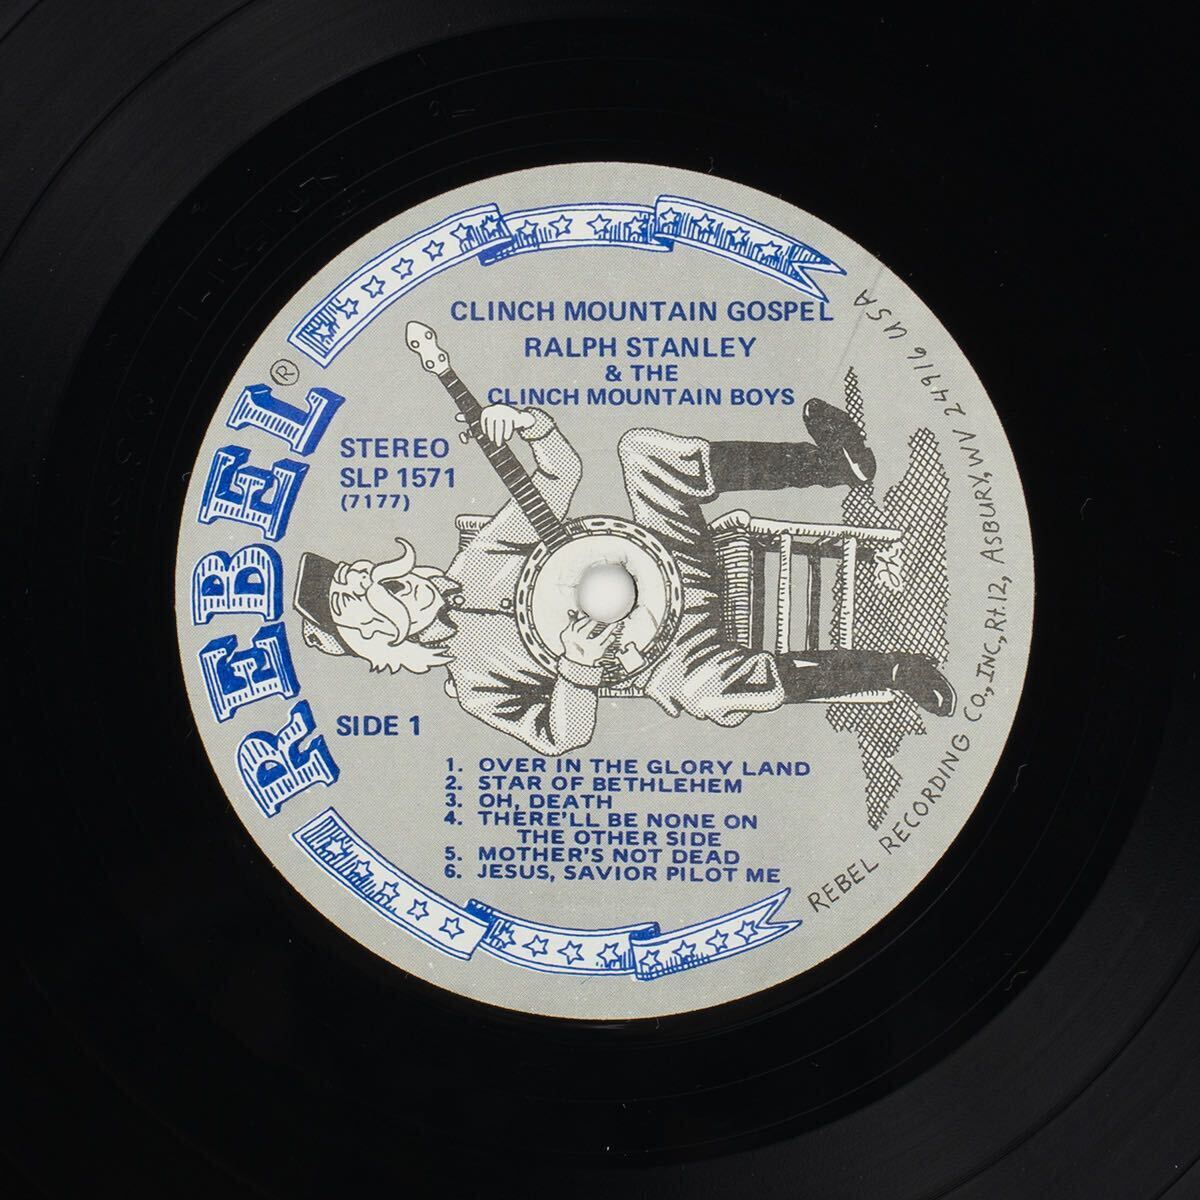 REBEL®
CLINCH MOUNTAIN GOSPEL
RALPH STANLEY
& THE
CLINCH MOUNTAIN BOYS
STEREO
SLP 1571
(7177)
SIDE 1
1. OVER IN THE GLORY LAND
2. STAR OF BETHLEHEM
3. OH, DEATH
4. THERE'LL BE NONE ON
THE OTHER SIDE
5. MOTHER'S NOT DEAD
6. JESUS, SAVIOR PILOT ME
REBEL RECORDING CO., INC, Rt. 12, ASBURY, WV 24916 USA